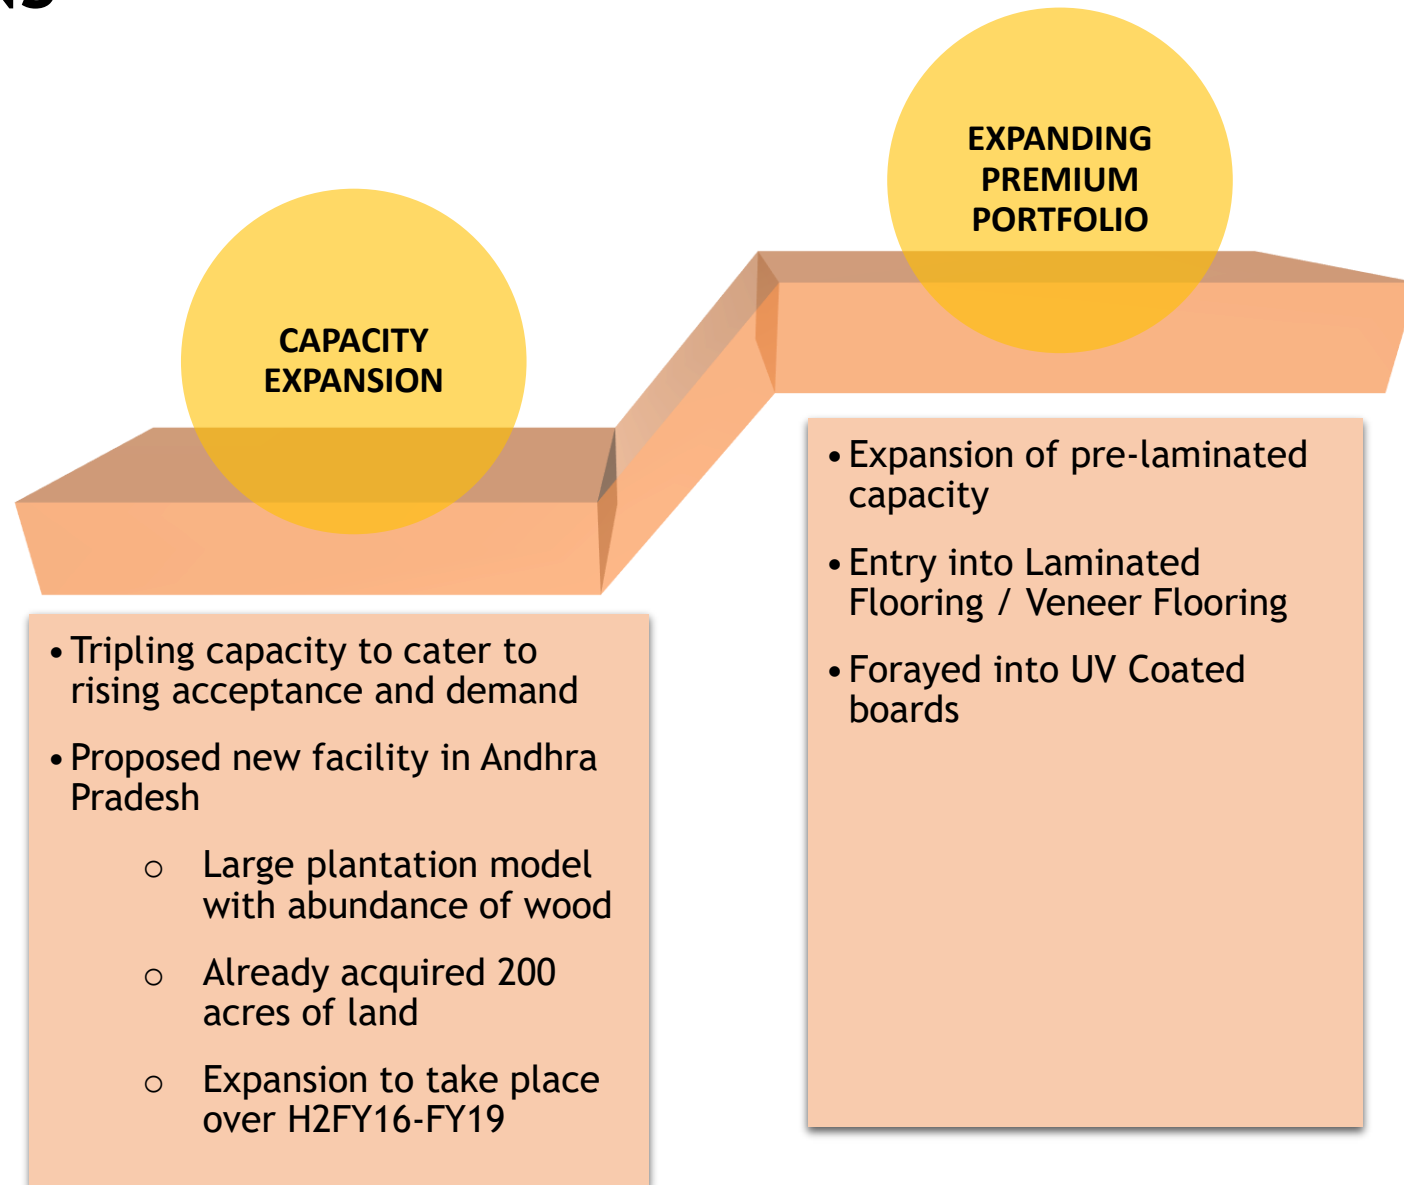 CAPACITY
EXPANSION
• Tripling capacity to cater to
rising acceptance and demand
• Proposed new facility in Andhra
Pradesh
o Large plantation model
with abundance of wood
o Already acquired 200
acres of land
o Expansion to take place
over H2FY16-FY19
EXPANDING
PREMIUM
PORTFOLIO
• Expansion of pre-laminated
capacity
• Entry into Laminated
Flooring / Veneer Flooring
• Forayed into UV Coated
boards